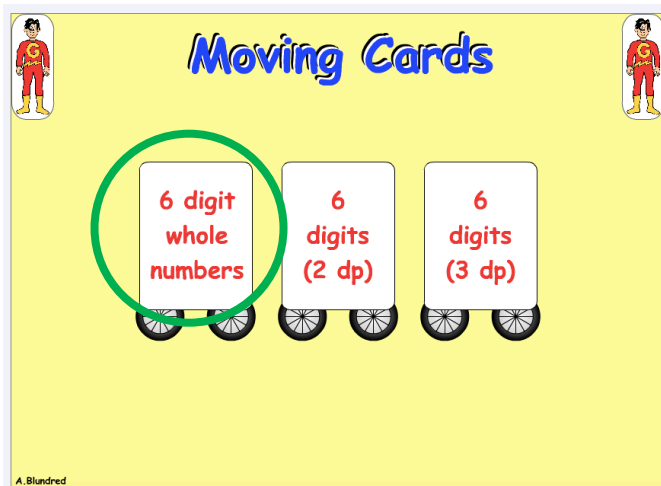 Moving Cards
6 digit
whole
numbers
6
digits
(2 dp)
6
digits
(3 dp)
A.Blundred
G
G